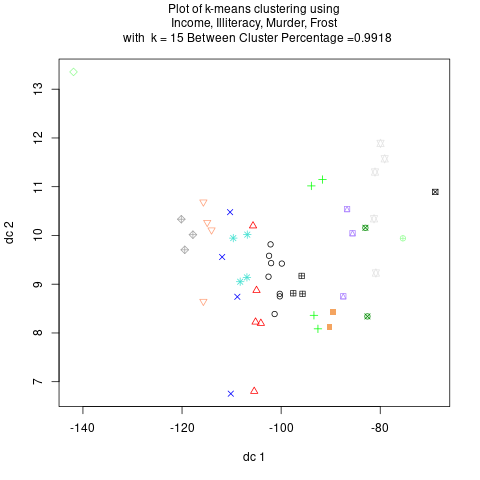 Plot of k-means clustering using
Income, Illiteracy, Murder, Frost
with  k = 15 Between Cluster Percentage =0.9918
13
12
11
10
9
8
7
dc 2
-140
-120
-100
-80
dc 1